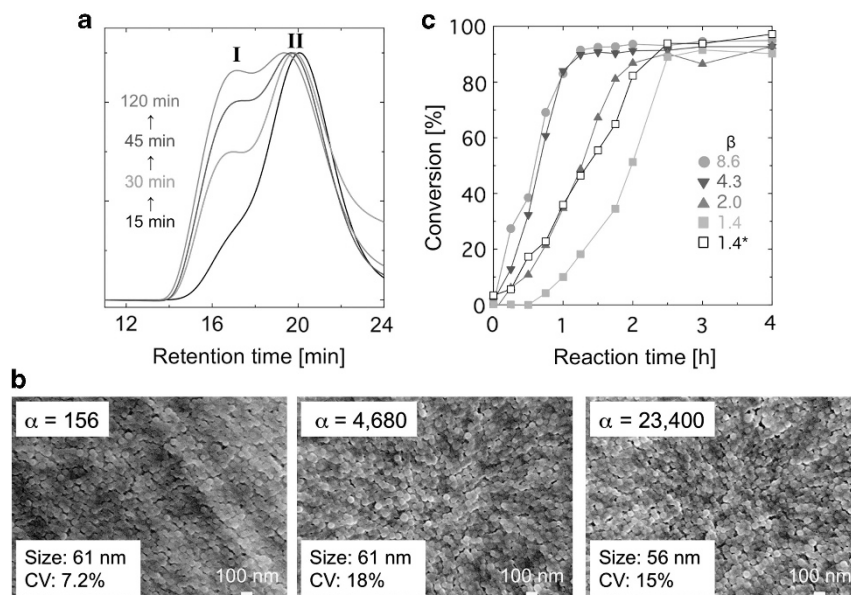 a
I
II
120 min
↑
45 min
↑
30 min
↑
15 min
12 16 20 24
Retention time [min]
c
100
80
60
40
20
0
Conversion [%]
β
8.6
4.3
2.0
1.4
1.4*
0 1 2 3 4
Reaction time [h]
b
α = 156
Size: 61 nm
CV: 7.2%
100 nm
α = 4,680
Size: 61 nm
CV: 18%
100 nm
α = 23,400
Size: 56 nm
CV: 15%
100 nm